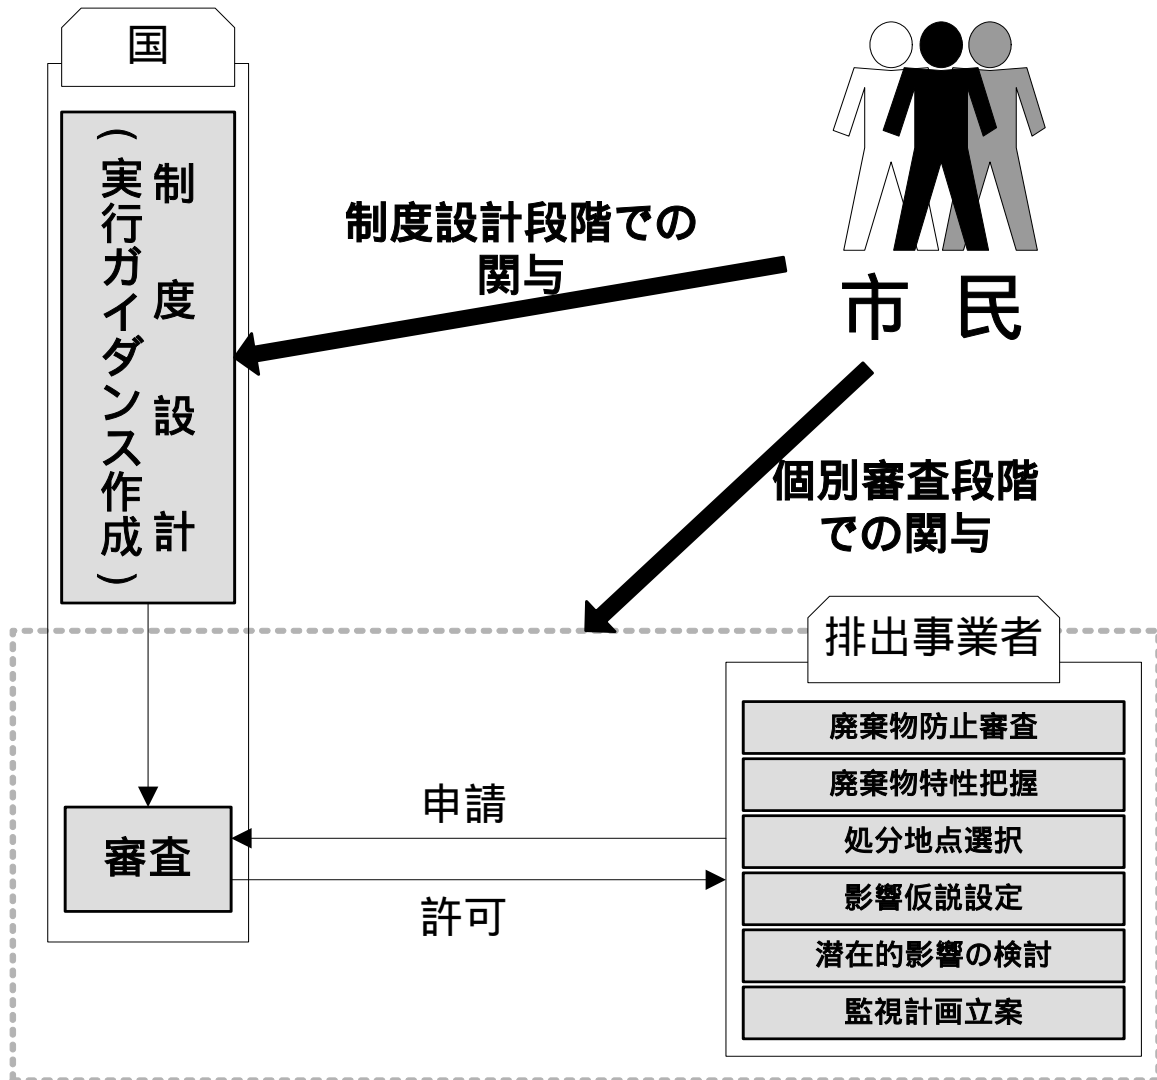 国
制度設計
（実行ガイダンス作成）
制度設計段階での
関与
市民
個別審査段階
での関与
排出事業者
廃棄物防止審査
廃棄物特性把握
処分地点選択
影響仮説設定
潜在的影響の検討
監視計画立案
申請
審査
許可